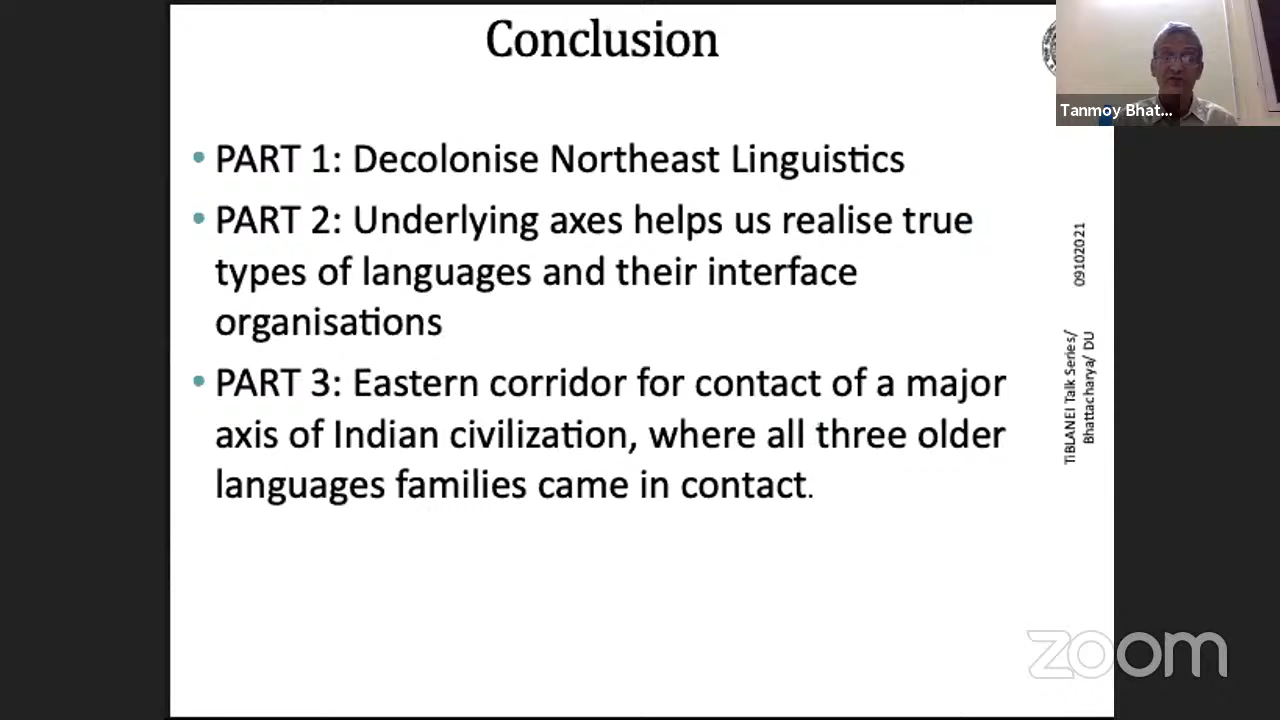 Conclusion
Tanmoy Bhat...
• PART 1: Decolonise Northeast Linguistics
• PART 2: Underlying axes helps us realise true
types of languages and their interface
organisations
• PART 3: Eastern corridor for contact of a major
axis of Indian civilization, where all three older
languages families came in contact.
09102021
TiBLANEI Talk Series/
Bhattacharya/ DU
zoom